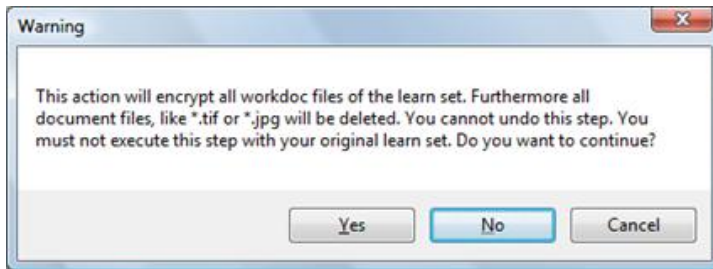 Warning
This action will encrypt all workdoc files of the learn set. Furthermore all
document files, like *.tif or *.jpg will be deleted. You cannot undo this step. You
must not execute this step with your original learn set. Do you want to continue?
Yes No Cancel